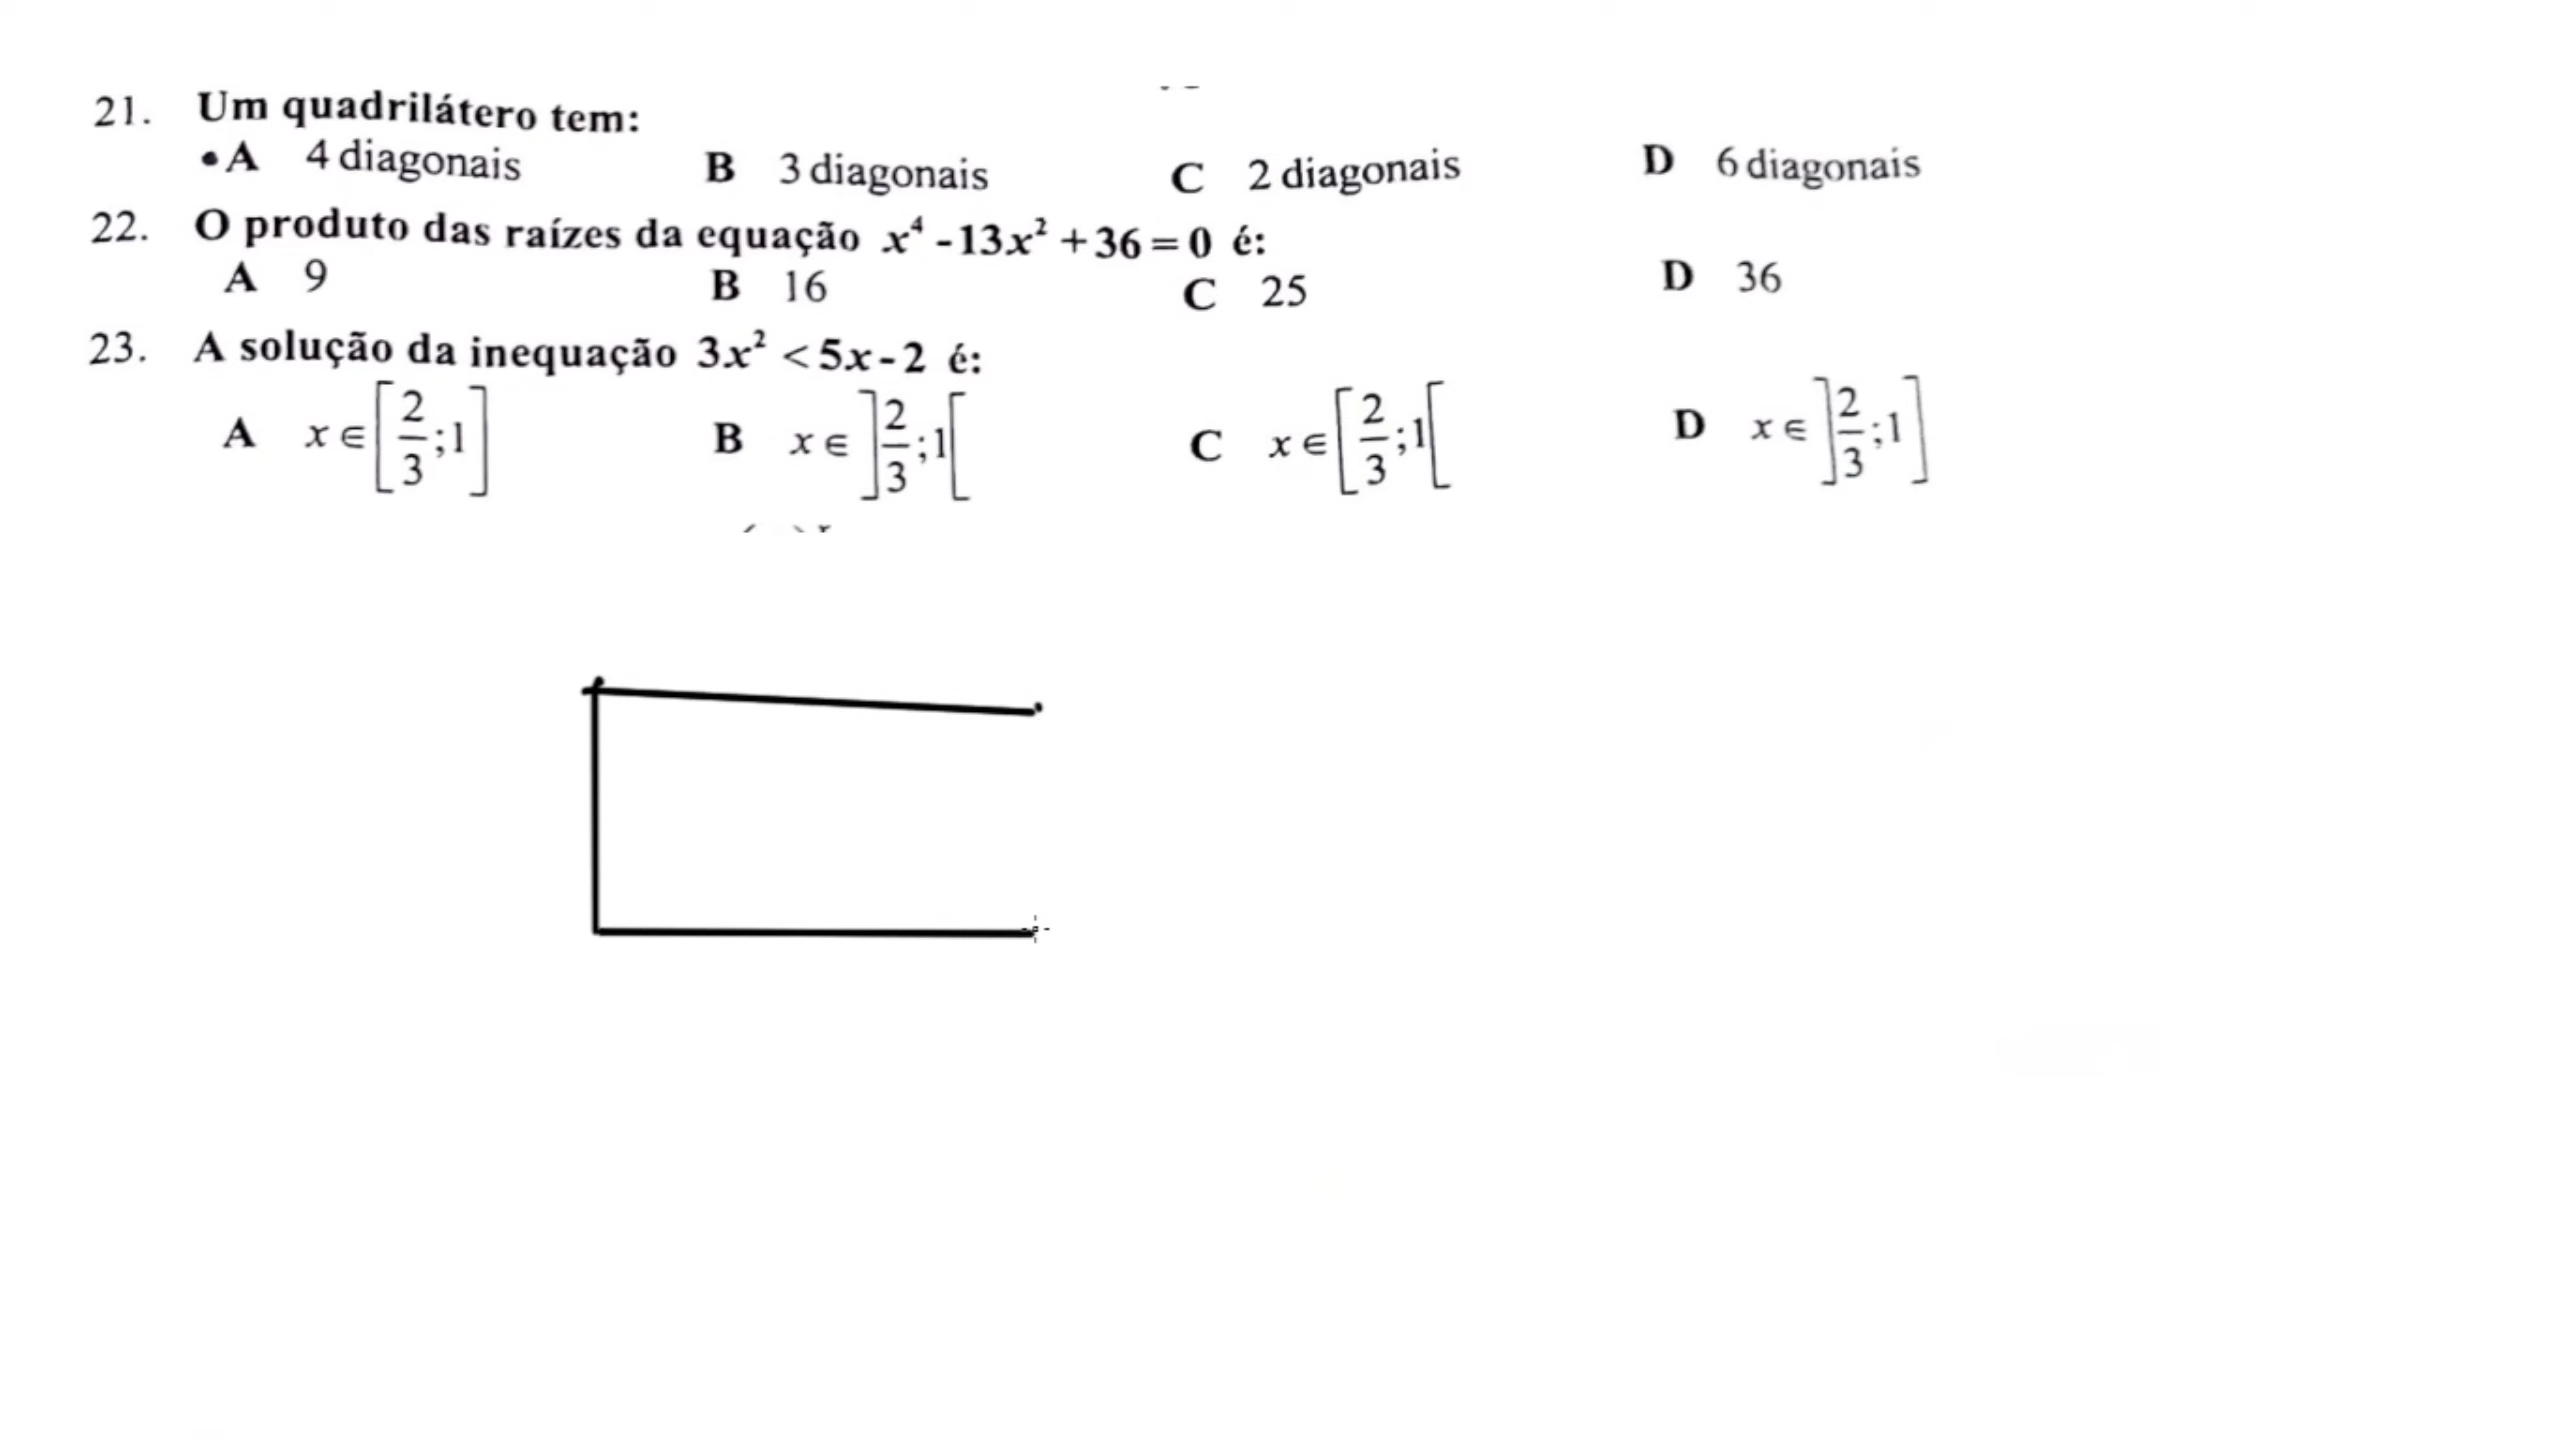 21. Um quadrilátero tem:
• A 4 diagonais B 3 diagonais C 2 diagonais D 6 diagonais
22. O produto das raízes da equação x⁴ - 13x² + 36 = 0 é:
A 9 B 16 C 25 D 36
23. A solução da inequação 3x² < 5x - 2 é:
A x ∈ [2/3 ; 1] B x ∈ ]2/3 ; 1[ C x ∈ [2/3 ; 1[ D x ∈ ]2/3 ; 1]